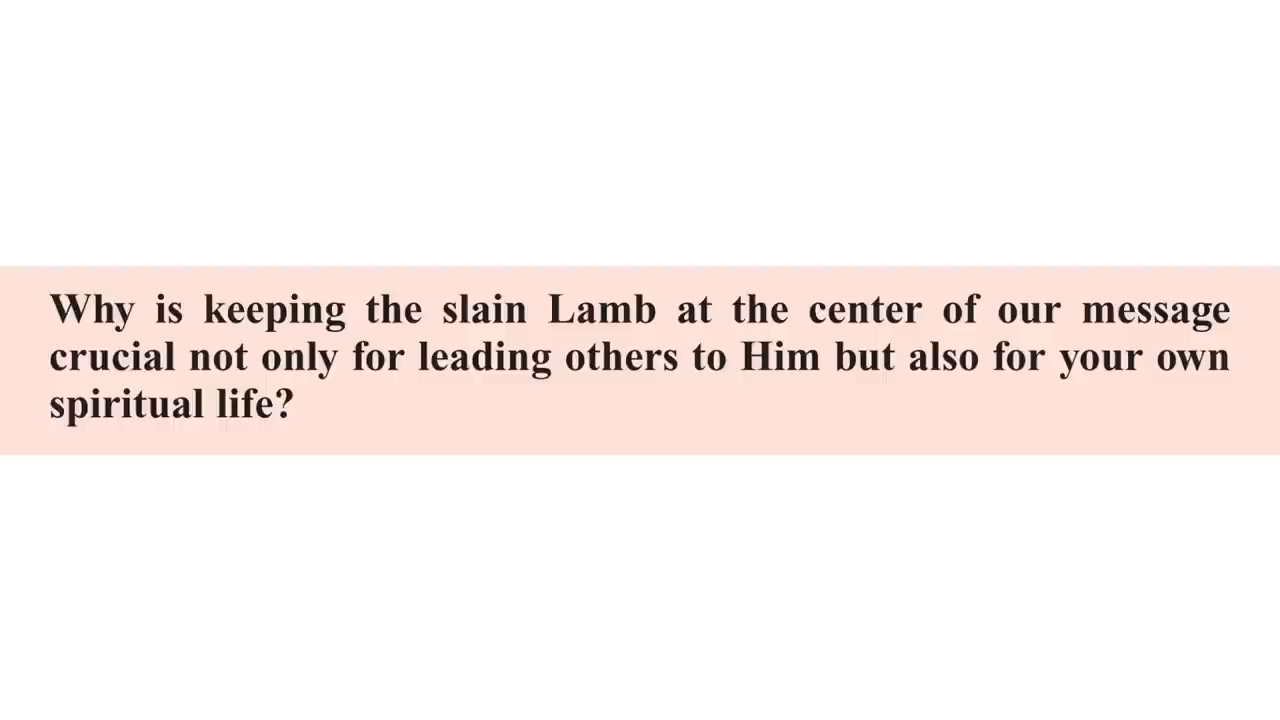 Why is keeping the slain Lamb at the center of our message
crucial not only for leading others to Him but also for your own
spiritual life?